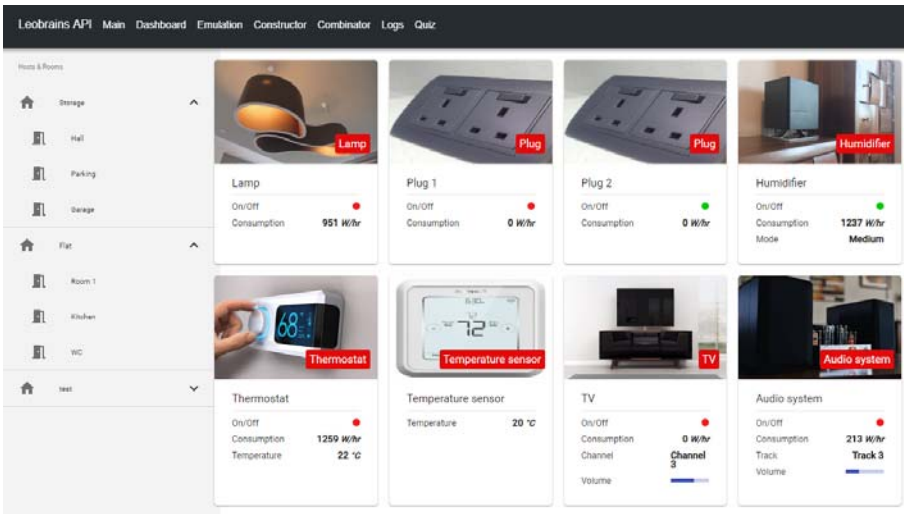 Leobrains API Main Dashboard Emulation Constructor Combinator Logs Quiz
Hosts & Rooms
Storage
Hall
Parking
Garage
Flat
Room 1
Kitchen
WC
test
Lamp
Lamp
On/Off
Consumption 951 W/hr
Plug
Plug 1
On/Off
Consumption 0 W/hr
Plug
Plug 2
On/Off
Consumption 0 W/hr
Humidifier
Humidifier
On/Off
Consumption 1237 W/hr
Mode Medium
68
Thermostat
Thermostat
On/Off
Consumption 1259 W/hr
Temperature 22 °C
72
Temperature sensor
Temperature sensor
Temperature 20 °C
TV
TV
On/Off
Consumption 0 W/hr
Channel Channel
3
Volume
Audio system
Audio system
On/Off
Consumption 213 W/hr
Track Track 3
Volume